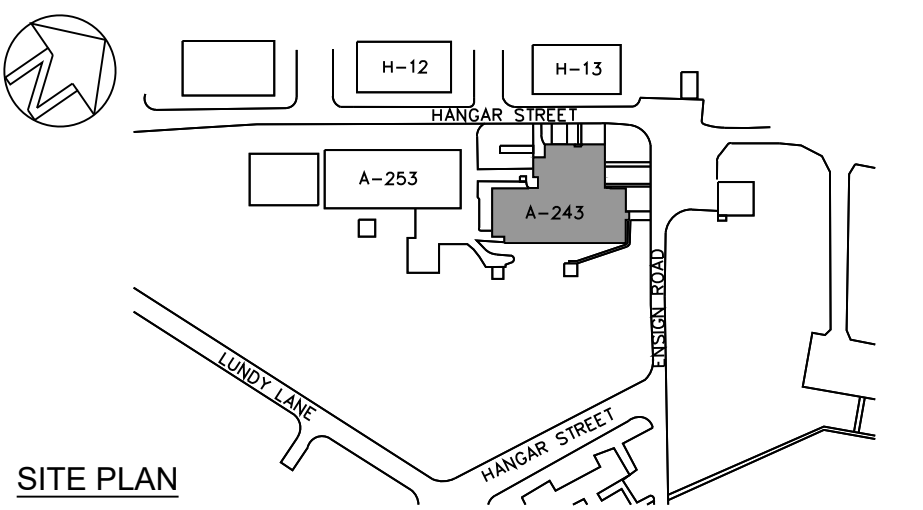 N
H-12
H-13
HANGAR STREET
A-253
A-243
ENSIGN ROAD
LUNDY LANE
HANGAR STREET
SITE PLAN